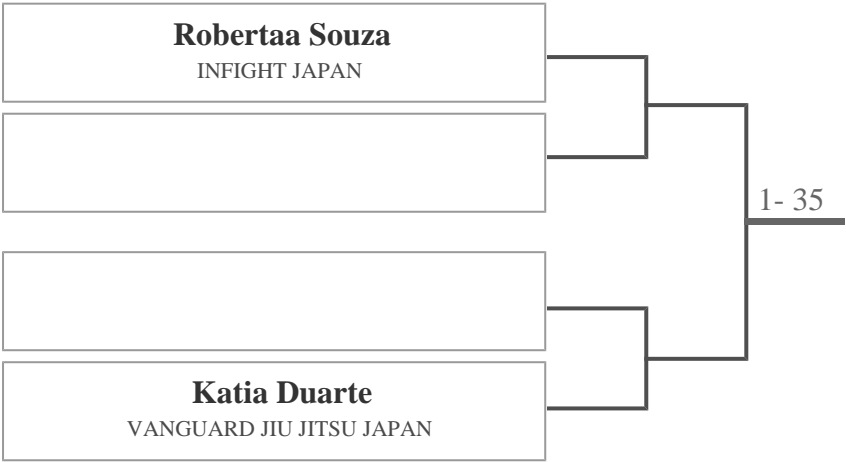 Robertaa Souza
INFIGHT JAPAN
1- 35
Katia Duarte
VANGUARD JIU JITSU JAPAN